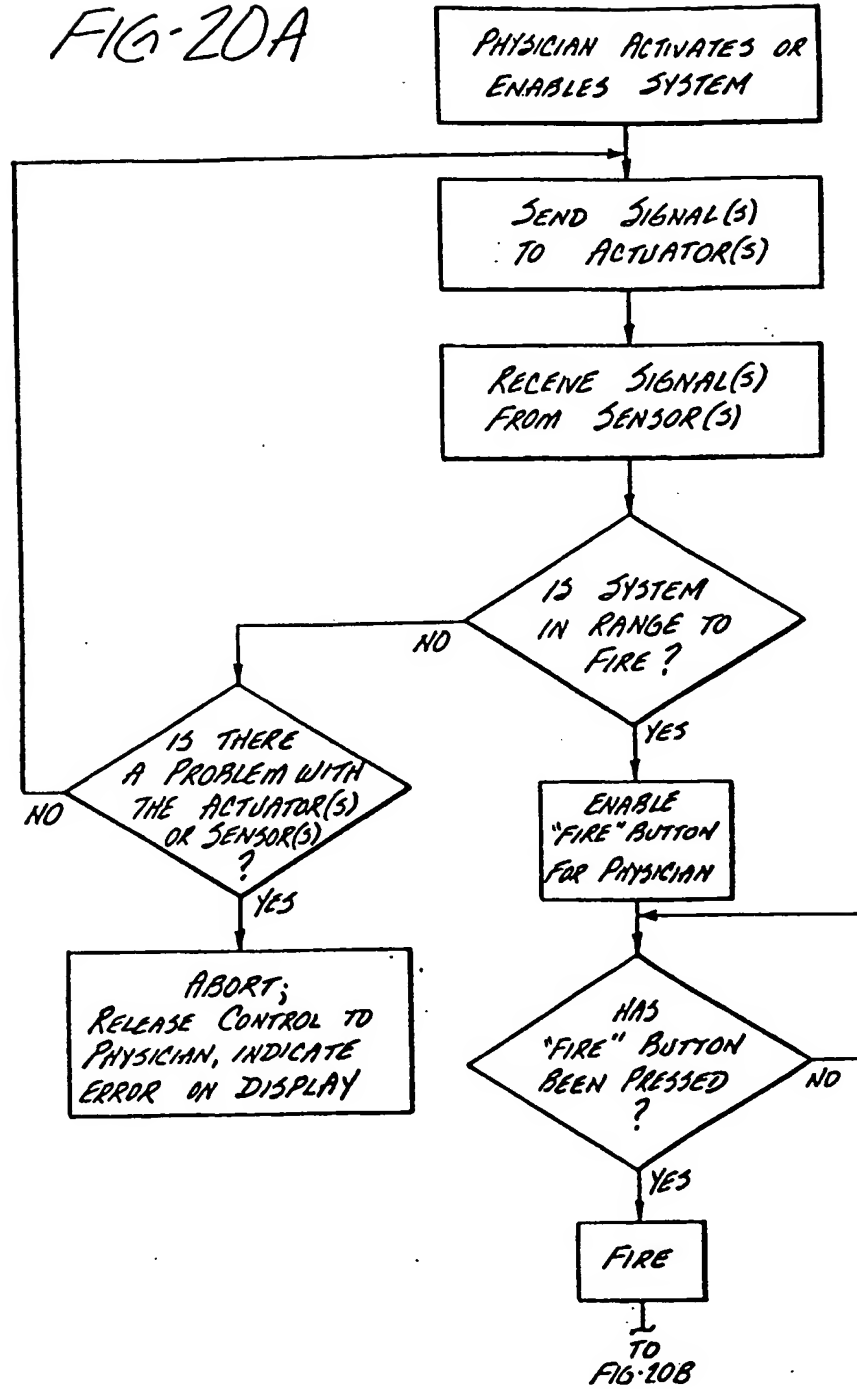 FIG-20A
PHYSICIAN ACTIVATES OR
ENABLES SYSTEM
SEND SIGNAL(S)
TO ACTUATOR(S)
RECEIVE SIGNAL(S)
FROM SENSOR(S)
IS SYSTEM
IN RANGE TO
FIRE?
NO
YES
IS THERE
A PROBLEM WITH
THE ACTUATOR(S)
OR SENSOR(S)
?
NO
YES
ABORT;
RELEASE CONTROL TO
PHYSICIAN, INDICATE
ERROR ON DISPLAY
ENABLE
"FIRE" BUTTON
FOR PHYSICIAN
HAS
"FIRE" BUTTON
BEEN PRESSED
?
NO
YES
FIRE
TO
FIG-20B